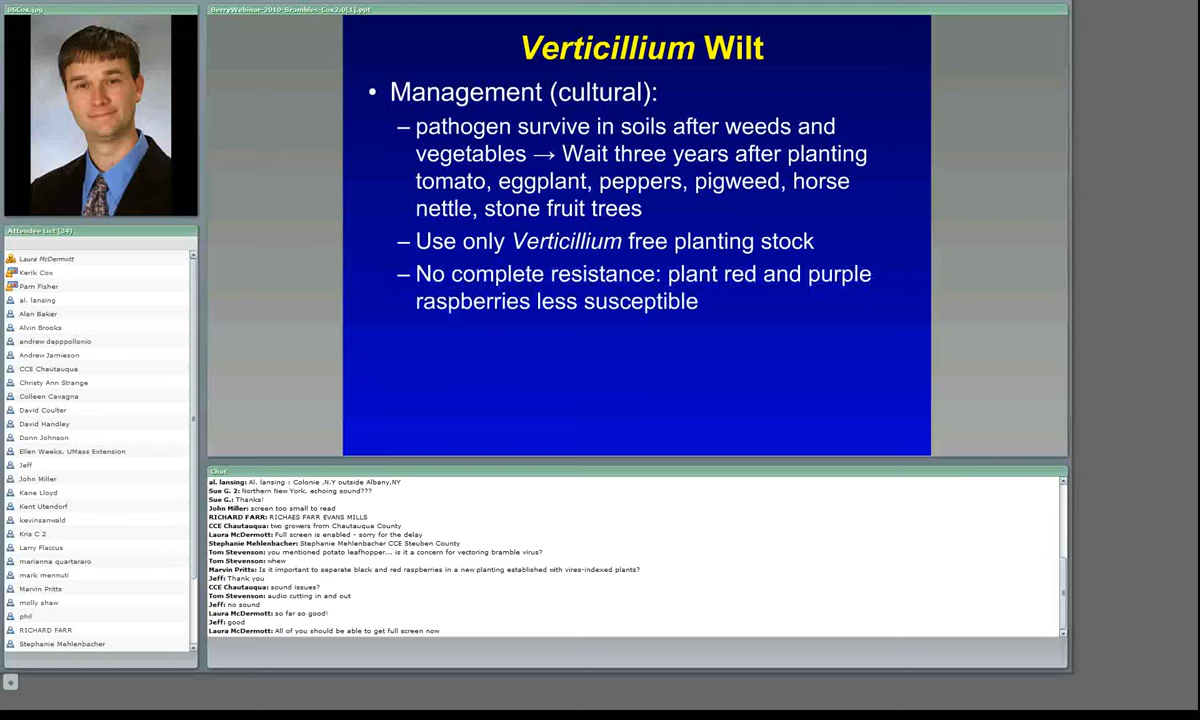 06Cox.jpg
BerryWebinar-2010-Brambles-Cox2.0[1].ppt
Verticillium Wilt
• Management (cultural):
– pathogen survive in soils after weeds and
vegetables → Wait three years after planting
tomato, eggplant, peppers, pigweed, horse
nettle, stone fruit trees
– Use only Verticillium free planting stock
– No complete resistance: plant red and purple
raspberries less susceptible
Attendee List (34)
Laura McDermott
Kerik Cox
Pam Fisher
al. lansing
Alan Baker
Alvin Brooks
andrew dapppollonio
Andrew Jamieson
CCE Chautauqua
Christy Ann Strange
Colleen Cavagna
David Coulter
David Handley
Donn Johnson
Ellen Weeks, UMass Extension
Jeff
John Miller
Kane Lloyd
Kent Utendorf
kevinsanwald
Kris C 2
Larry Flaccus
marianna quartararo
mark mennuti
Marvin Pritts
molly shaw
phil
RICHARD FARR
Stephanie Mehlenbacher
Chat
al. lansing: Al. lansing : Colonie ,N.Y outside Albany,NY
Sue G. 2: Northern New York, echoing sound???
Sue G.: Thanks!
John Miller: screen too small to read
RICHARD FARR: RICHAES FARR EVANS MILLS
CCE Chautauqua: two growers from Chautauqua County
Laura McDermott: Full screen is enabled - sorry for the delay
Stephanie Mehlenbacher: Stephanie Mehlenbacher CCE Steuben County
Tom Stevenson: you mentioned potato leafhopper... is it a concern for vectoring bramble virus?
Tom Stevenson: whew
Marvin Pritts: Is it important to separate black and red raspberries in a new planting established with vires-indexed plants?
Jeff: Thank you
CCE Chautauqua: sound issues?
Tom Stevenson: audio cutting in and out
Jeff: no sound
Laura McDermott: so far so good!
Jeff: good
Laura McDermott: All of you should be able to get full screen now